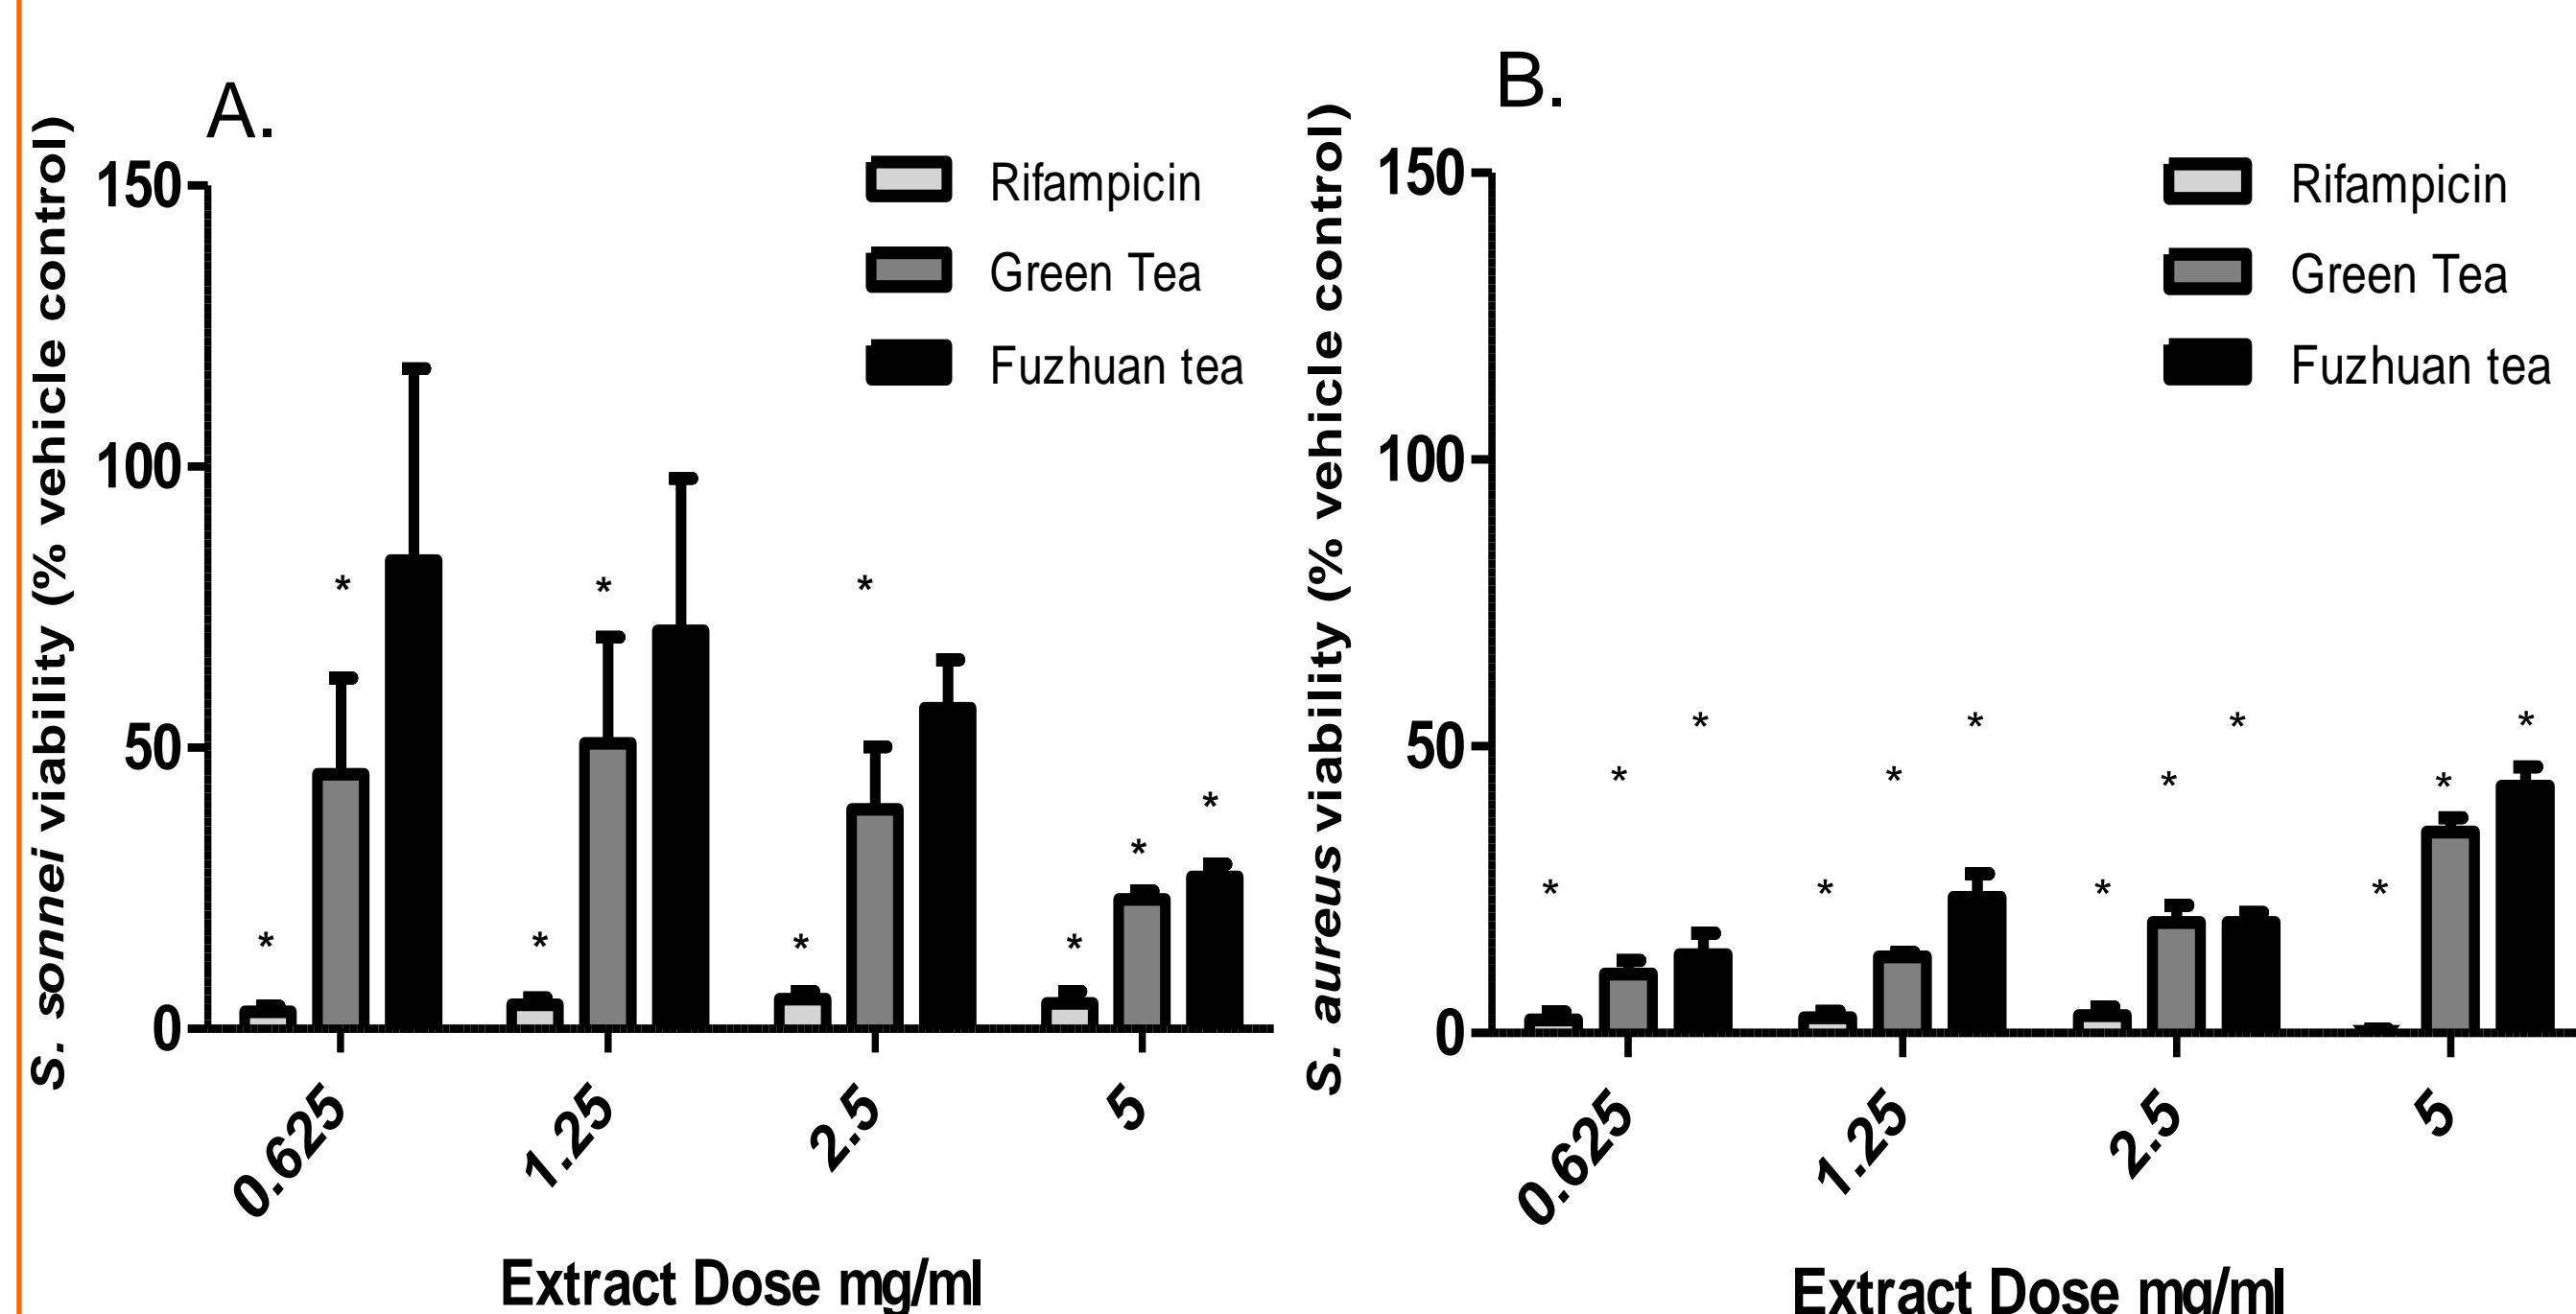 A.
S. sonnei viability (% vehicle control)
150
100
50
0
Rifampicin
Green Tea
Fuzhuan tea
* * * * * * * * *
0.625 1.25 2.5 5
Extract Dose mg/ml
B.
S. aureus viability (% vehicle control)
150
100
50
0
Rifampicin
Green Tea
Fuzhuan tea
* * * * * * * * * * * *
0.625 1.25 2.5 5
Extract Dose mg/ml